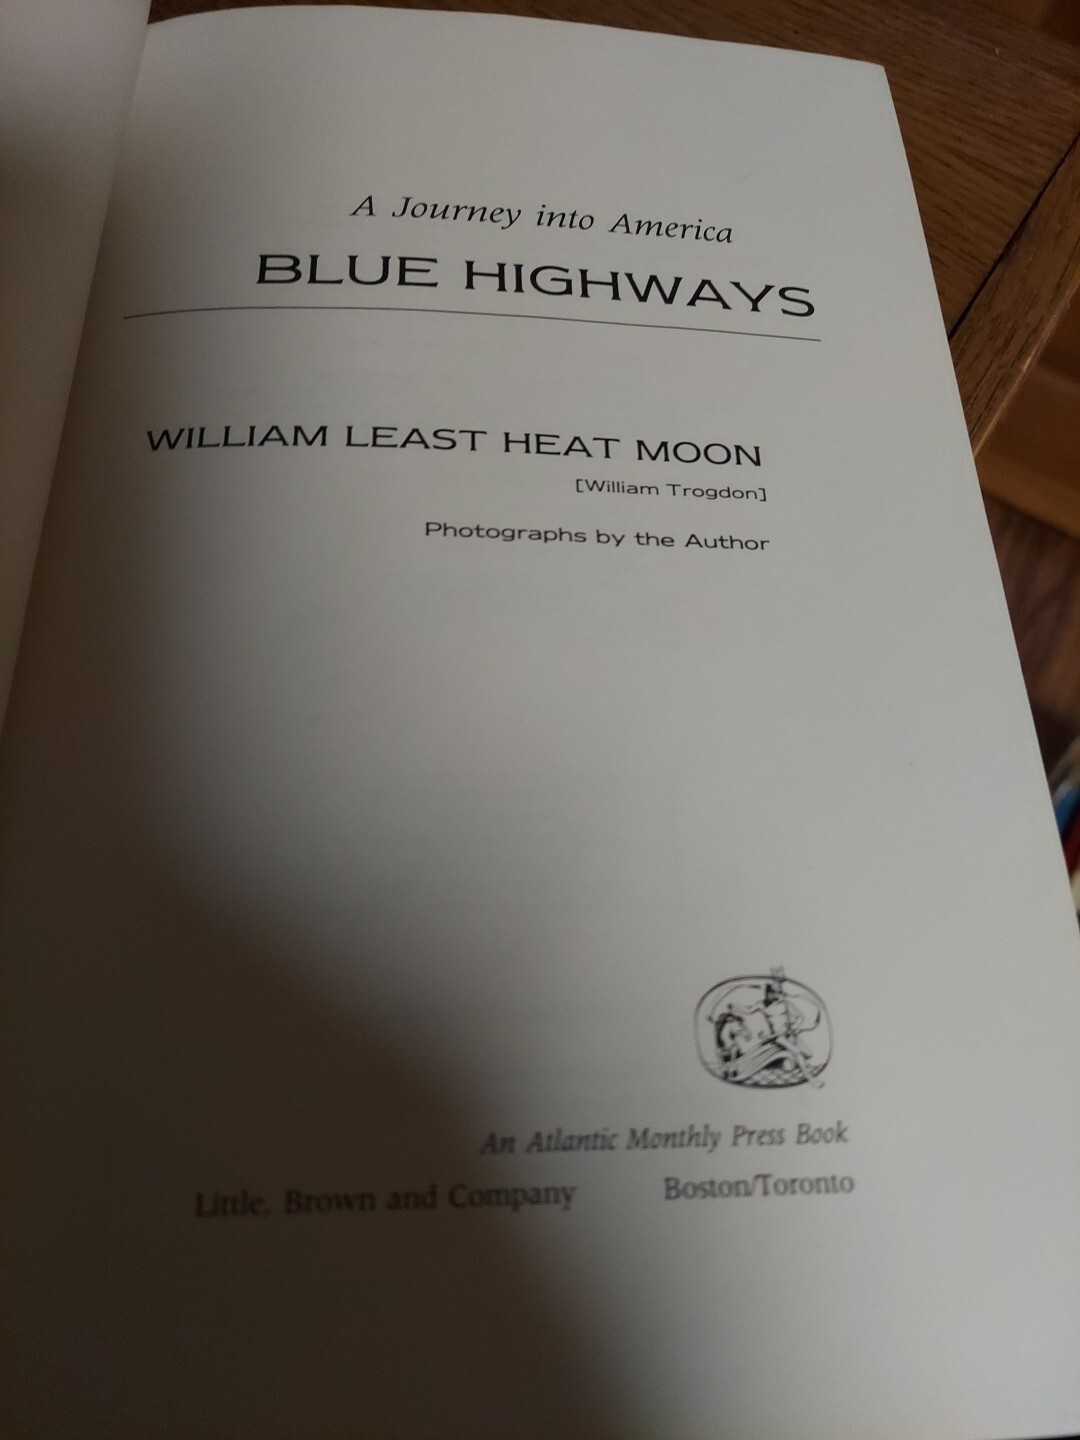 A Journey into America
BLUE HIGHWAYS
WILLIAM LEAST HEAT MOON
[William Trogdon]
Photographs by the Author
An Atlantic Monthly Press Book
Little, Brown and Company Boston/Toronto